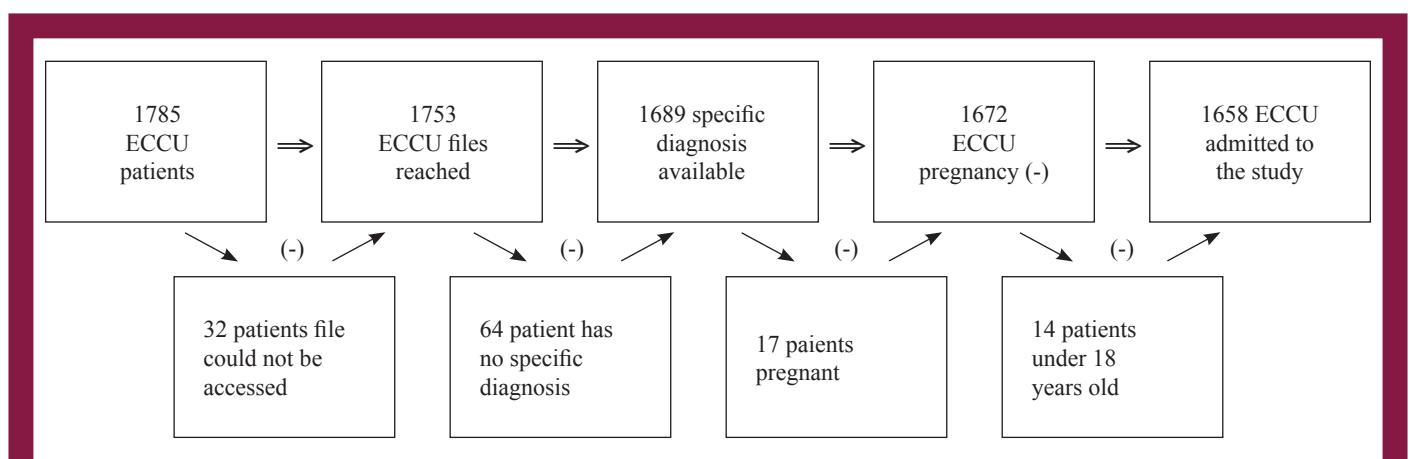 1785
ECCU
patients
1753
ECCU files
reached
1689 specific
diagnosis
available
1672
ECCU
pregnancy (-)
1658 ECCU
admitted to
the study
(-)
(-)
(-)
(-)
32 patients file
could not be
accessed
64 patient has
no specific
diagnosis
17 paients
pregnant
14 patients
under 18
years old